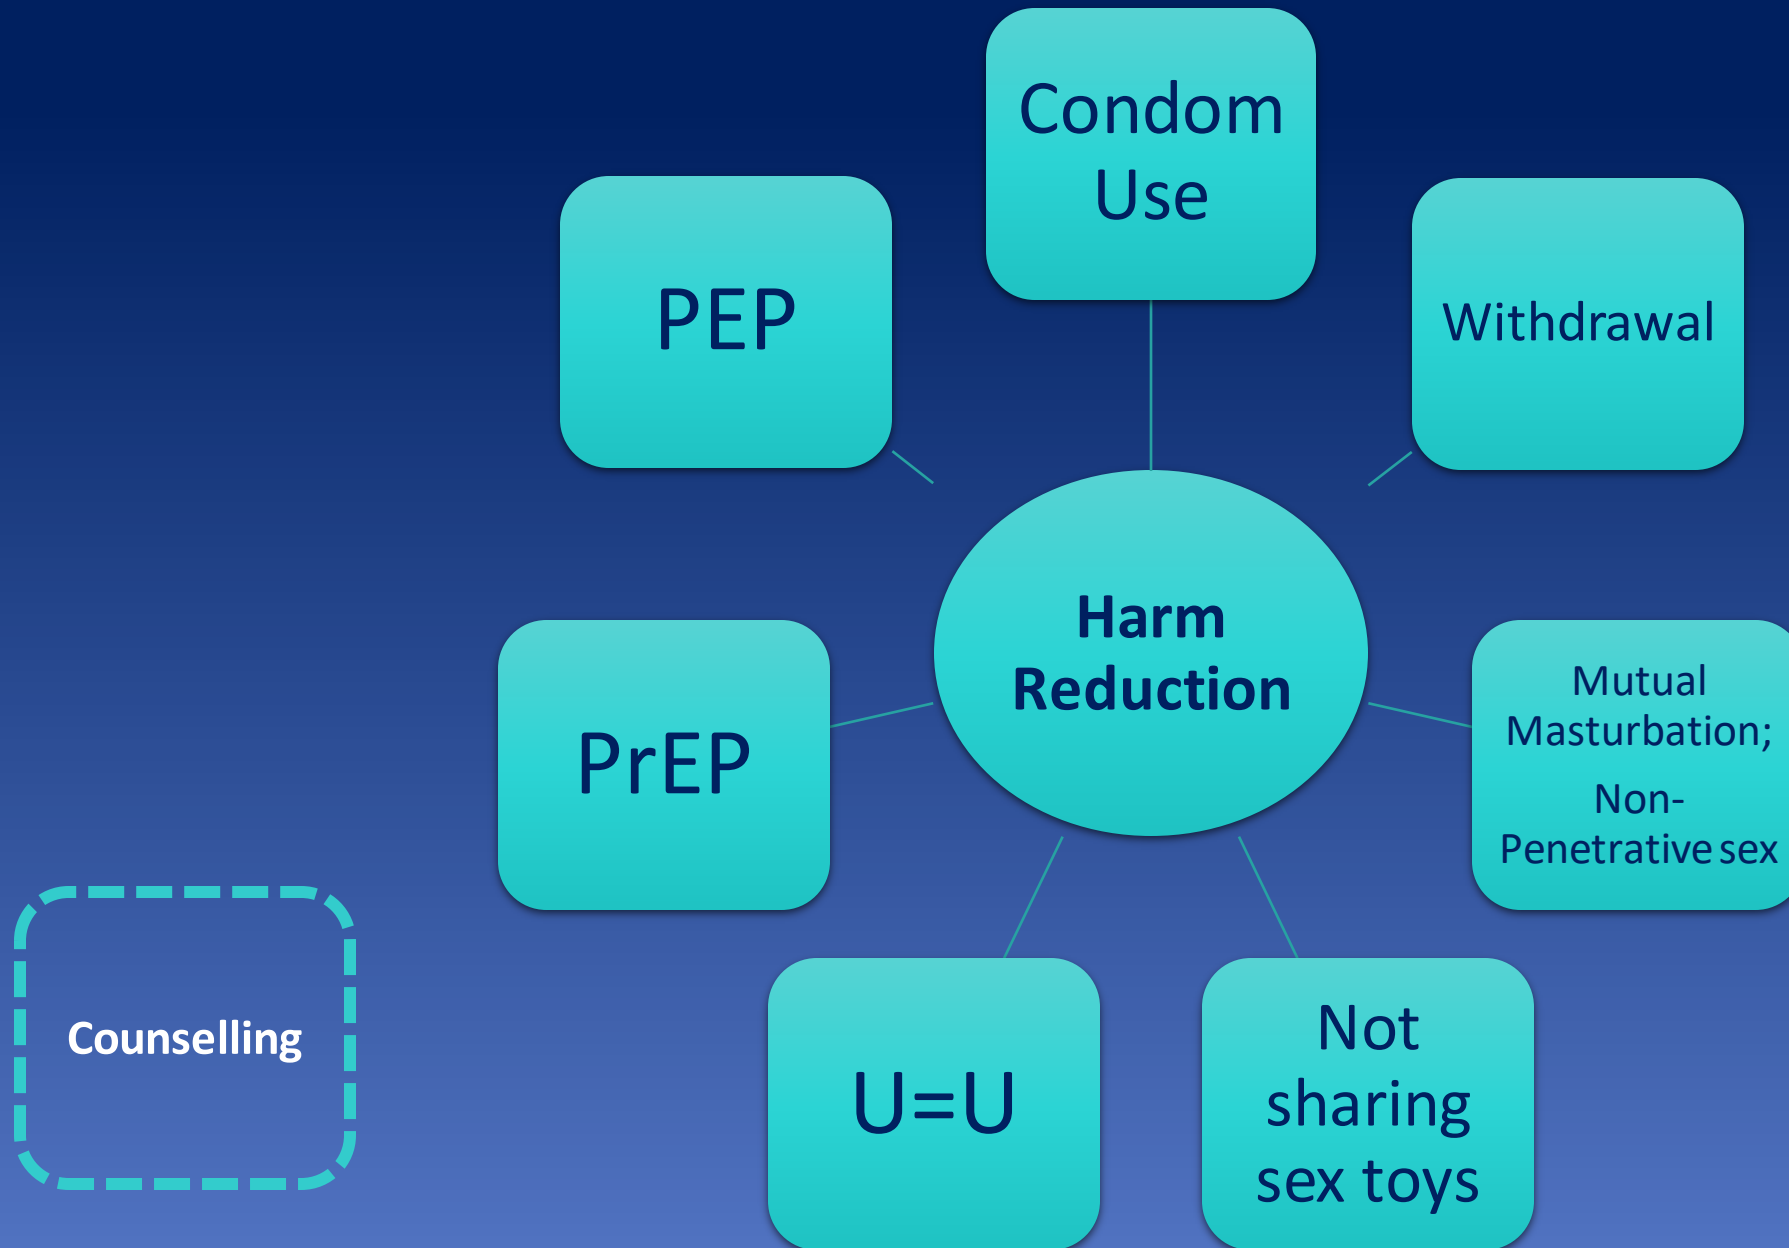 Condom
Use
PEP
Withdrawal
Harm
Reduction
PrEP
Mutual
Masturbation;
Non-
Penetrative sex
Counselling
U=U
Not
sharing
sex toys